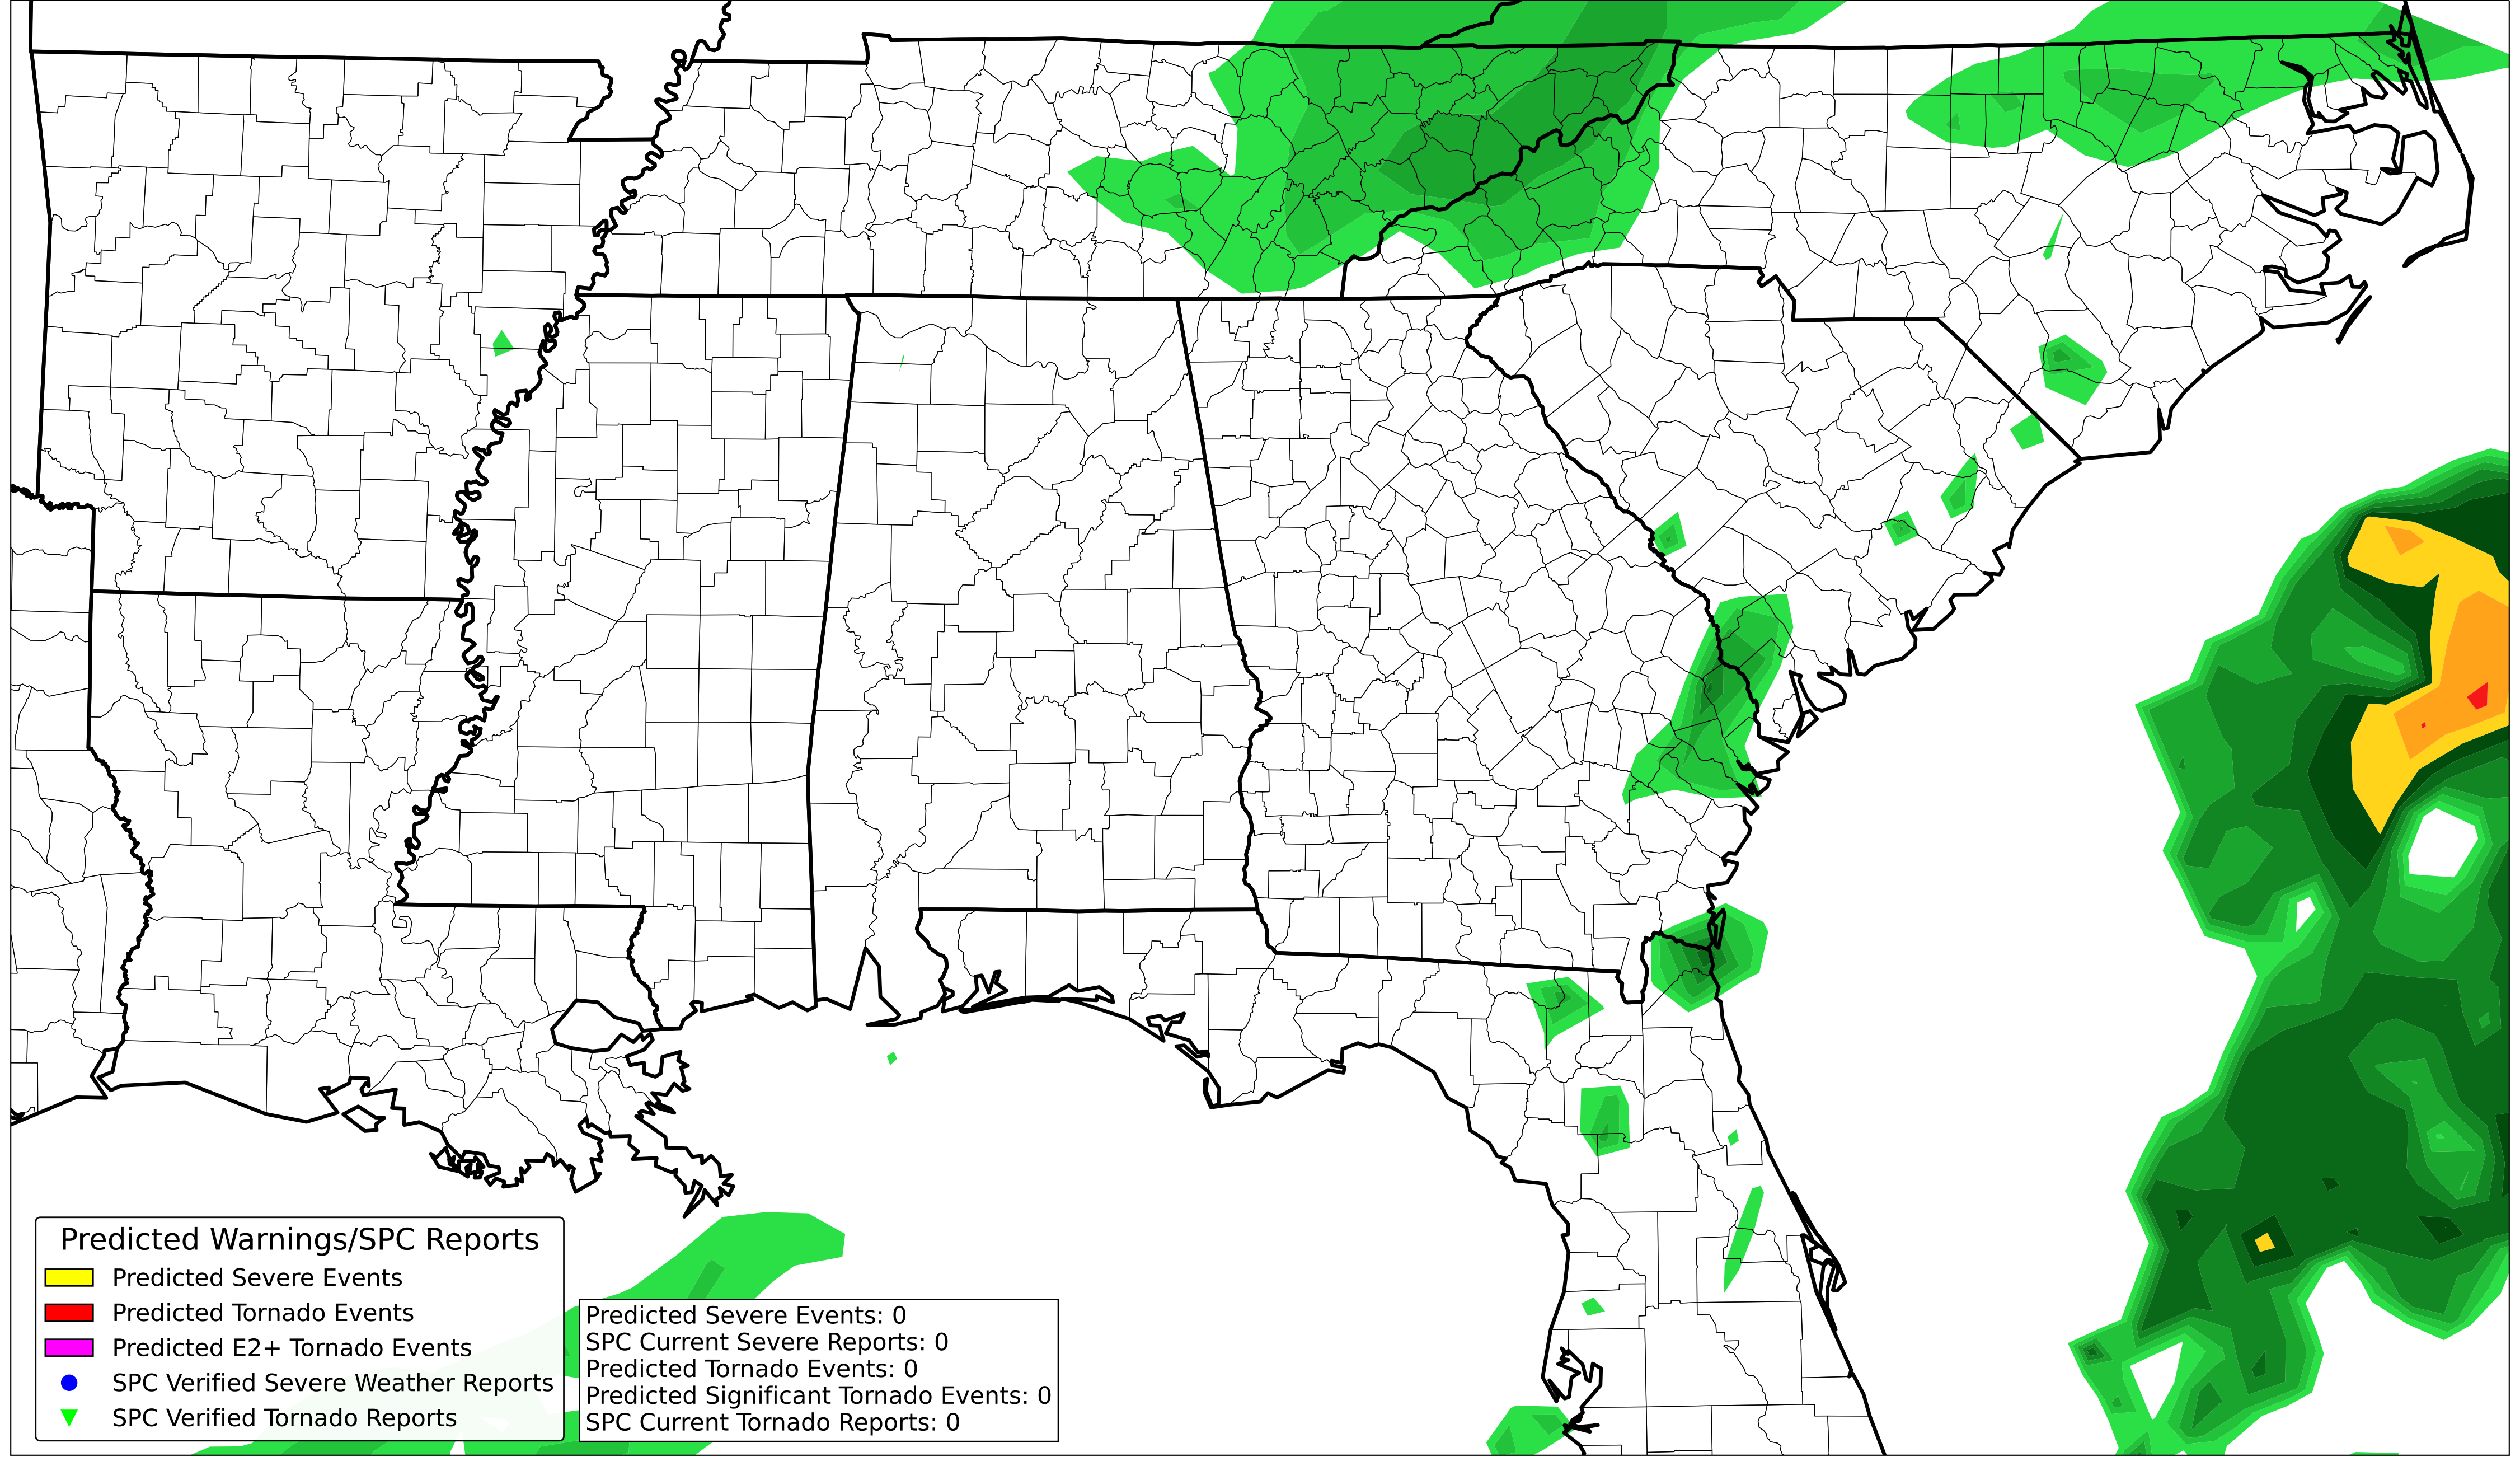 Predicted Warnings/SPC Reports
Predicted Severe Events
Predicted Tornado Events
Predicted E2+ Tornado Events
SPC Verified Severe Weather Reports
SPC Verified Tornado Reports
Predicted Severe Events: 0
SPC Current Severe Reports: 0
Predicted Tornado Events: 0
Predicted Significant Tornado Events: 0
SPC Current Tornado Reports: 0